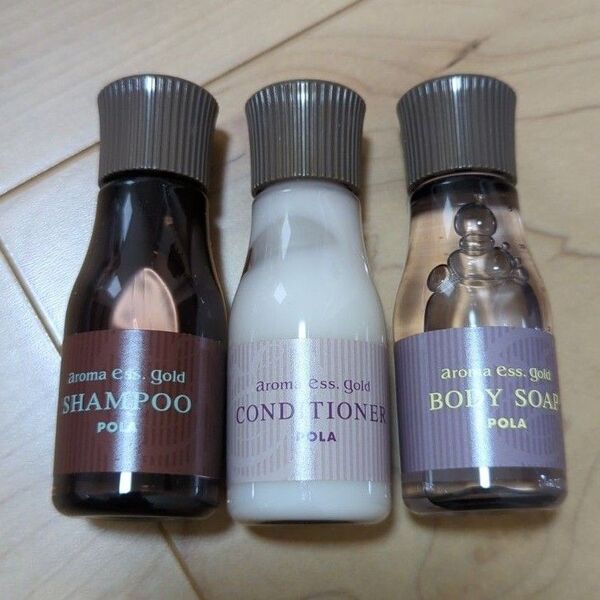 aroma ess. gold
SHAMPOO
POLA
aroma ess. gold
CONDITIONER
POLA
aroma ess. gold
BODY SOAP
POLA